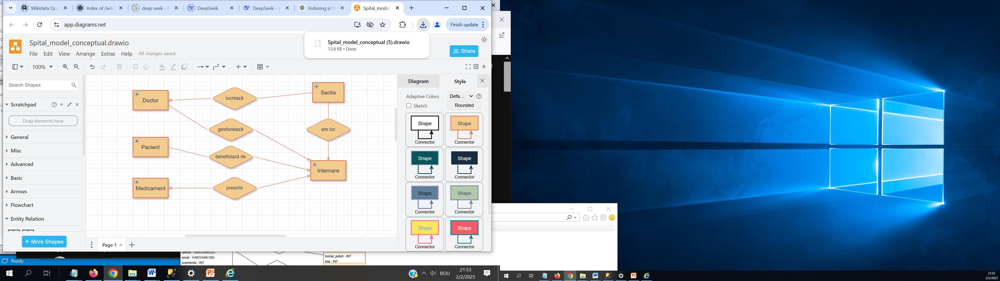 Wikidata Que
Index of /wiki
deep seek - 
DeepSeek
DeepSeek - In
Indexing și S
Spital_model
app.diagrams.net
Finish update
Spital_model_conceptual (5).drawio
12.8 KB • Done
Spital_model_conceptual.drawio
File Edit View Arrange Extras Help All changes saved
Share
100%
Search Shapes
Scratchpad
Drag elements here
General
Misc
Advanced
Basic
Arrows
Flowchart
Entity Relation
+ More Shapes
Doctor
lucrează
Sectia
gestionează
are loc
Pacient
beneficiază de
Internare
Medicament
prescris
Diagram
Style
Adaptive Colors
Defa...
Sketch
Rounded
Shape
Connector
Shape
Connector
Shape
Connector
Shape
Connector
Shape
Connector
Shape
Connector
Shape
Connector
Shape
Connector
Page-1
telefon - VARCHAR(20)
email - VARCHAR(100)
experienta - INT
numar_paturi - INT
etaj - INT
Ready
ROU
21:53
2/2/2025
21:53
2/2/2025